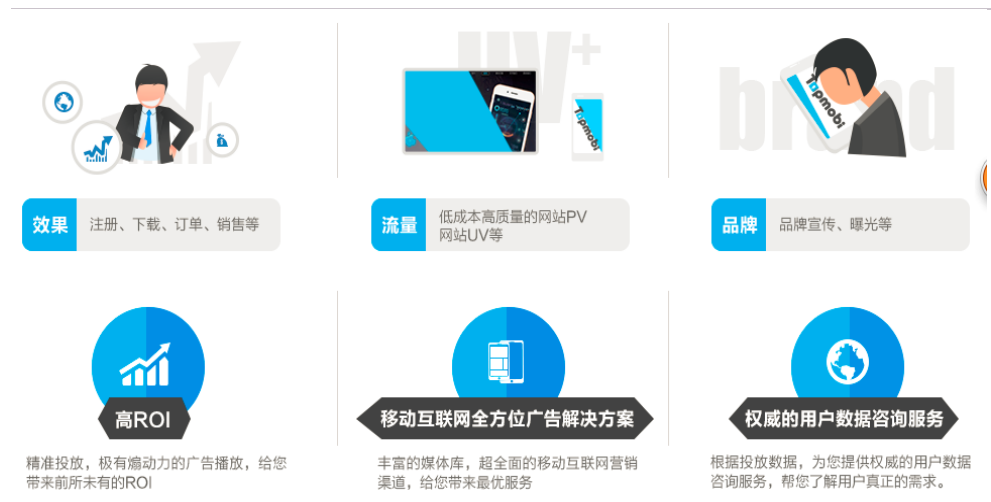 UV+
brand
Topmobi
Topmobi
效果
注册、下载、订单、销售等
流量
低成本高质量的网站PV
网站UV等
品牌
品牌宣传、曝光等
高ROI
移动互联网全方位广告解决方案
权威的用户数据咨询服务
精准投放，极有煽动力的广告播放，给您
带来前所未有的ROI
丰富的媒体库，超全面的移动互联网营销
渠道，给您带来最优服务
根据投放数据，为您提供权威的用户数据
咨询服务，帮您了解用户真正的需求。